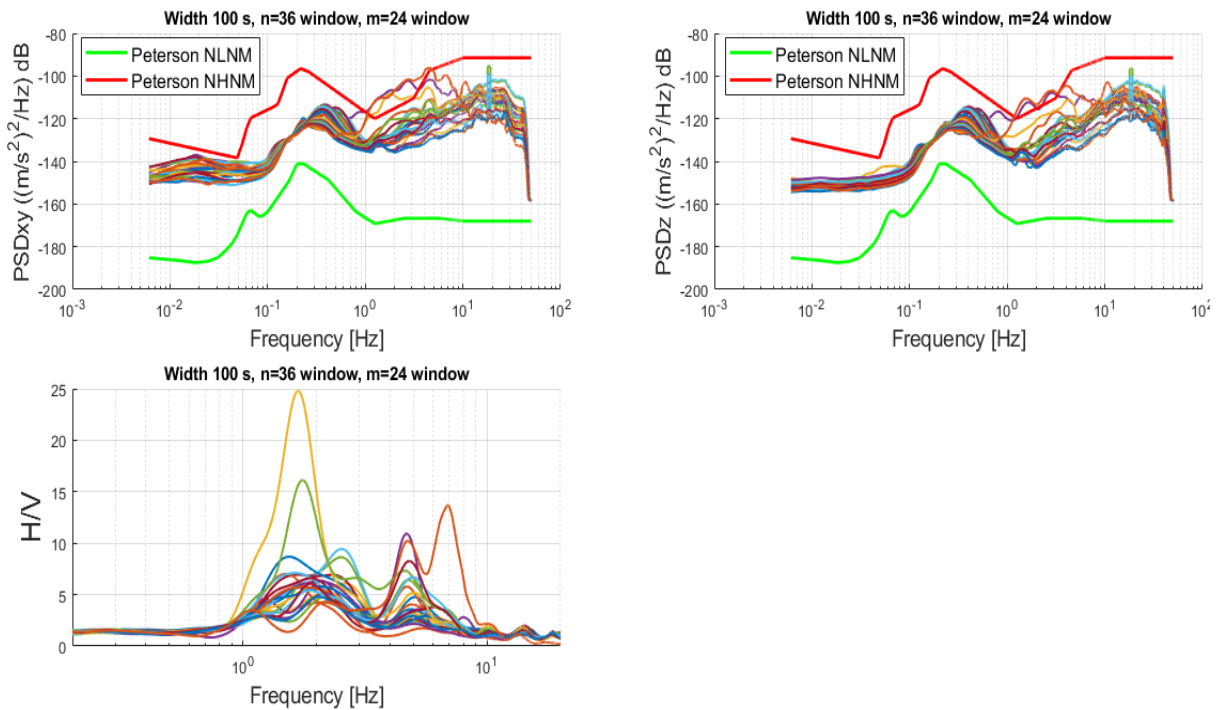 Width 100 s, n=36 window, m=24 window
PSDxy ((m/s²)²/Hz) dB
-80
-100
-120
-140
-160
-180
-200
Peterson NLNM
Peterson NHNM
10-3
10-2
10-1
100
101
102
Frequency [Hz]
Width 100 s, n=36 window, m=24 window
PSDz ((m/s²)²/Hz) dB
-80
-100
-120
-140
-160
-180
-200
Peterson NLNM
Peterson NHNM
10-3
10-2
10-1
100
101
102
Frequency [Hz]
Width 100 s, n=36 window, m=24 window
H/V
25
20
15
10
5
0
100
101
Frequency [Hz]